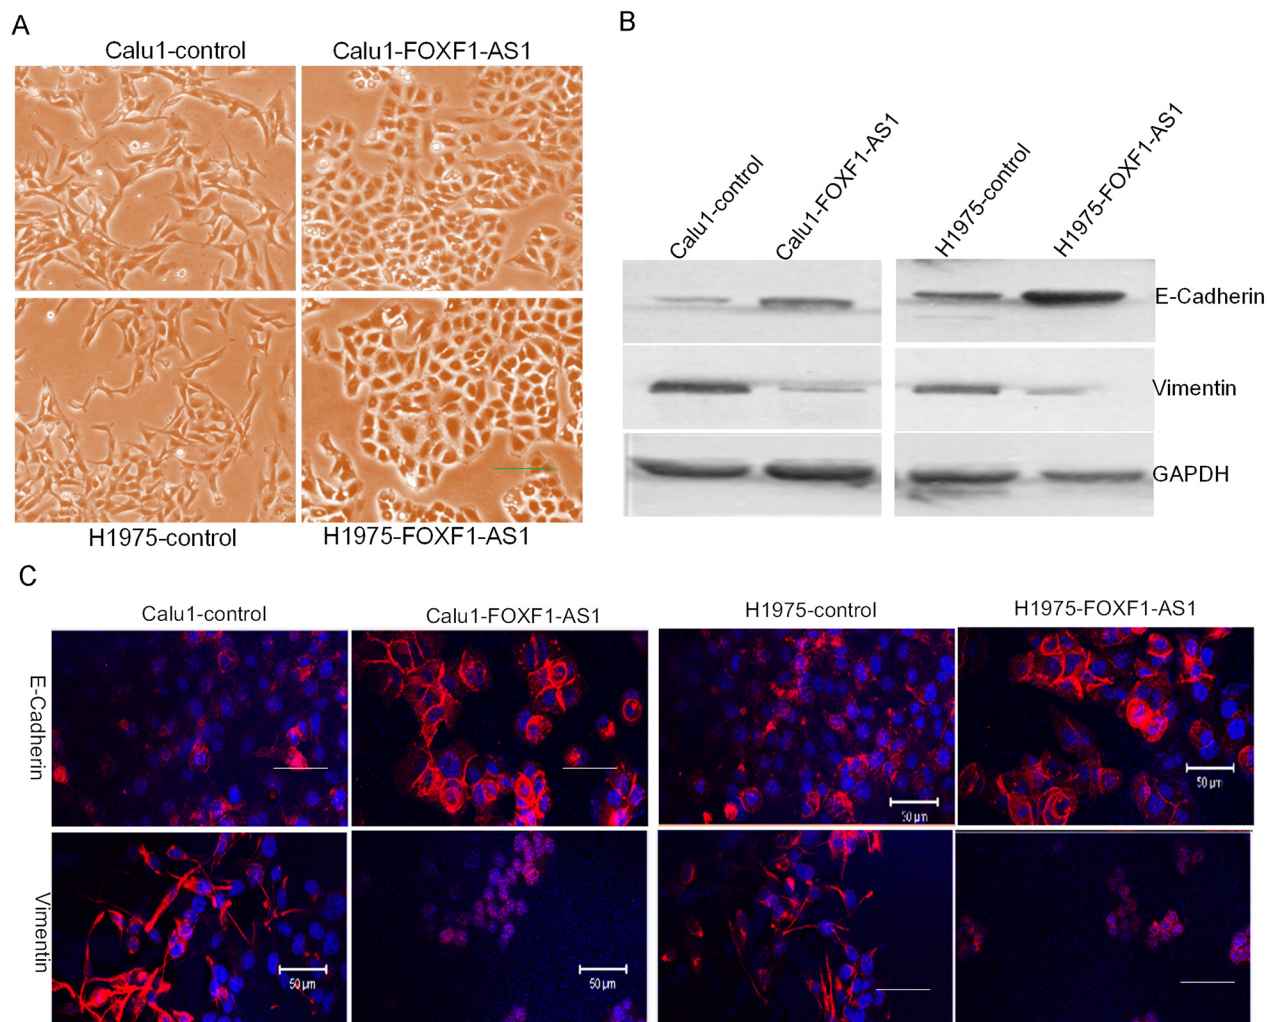 A
Calu1-control
Calu1-FOXF1-AS1
H1975-control
H1975-FOXF1-AS1
B
Calu1-control
Calu1-FOXF1-AS1
H1975-control
H1975-FOXF1-AS1
E-Cadherin
Vimentin
GAPDH
C
Calu1-control
Calu1-FOXF1-AS1
H1975-control
H1975-FOXF1-AS1
E-Cadherin
50 µm
50 µm
Vimentin
50 µm
50 µm